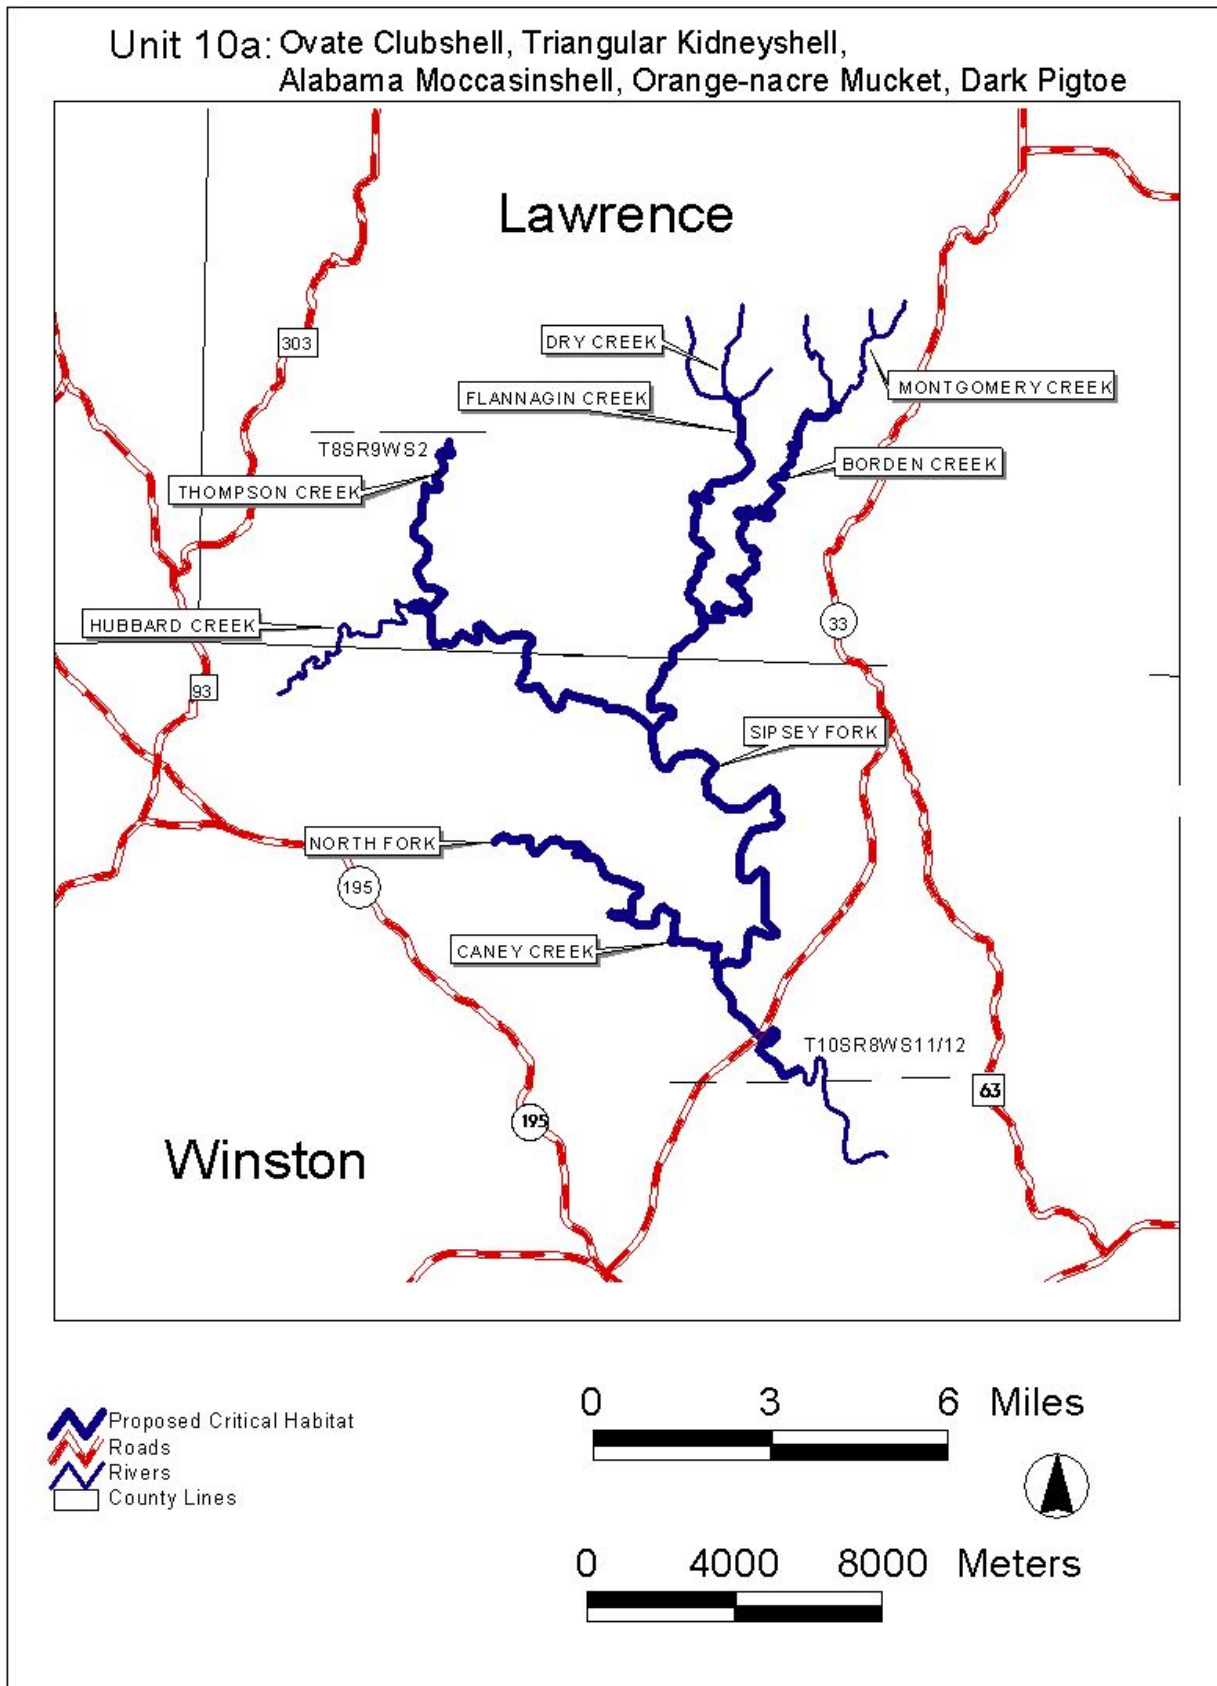 Unit 10a: Ovate Clubshell, Triangular Kidneyshell,
Alabama Moccasinshell, Orange-nacre Mucket, Dark Pigtoe
Lawrence
303
DRY CREEK
MONTGOMERY CREEK
FLANNAGIN CREEK
T8SR9WS2
BORDEN CREEK
THOMPSON CREEK
HUBBARD CREEK
33
93
SIPSEY FORK
NORTH FORK
195
CANEY CREEK
T10SR8WS11/12
63
195
Winston
0 3 6 Miles
Proposed Critical Habitat
Roads
Rivers
County Lines
0 4000 8000 Meters